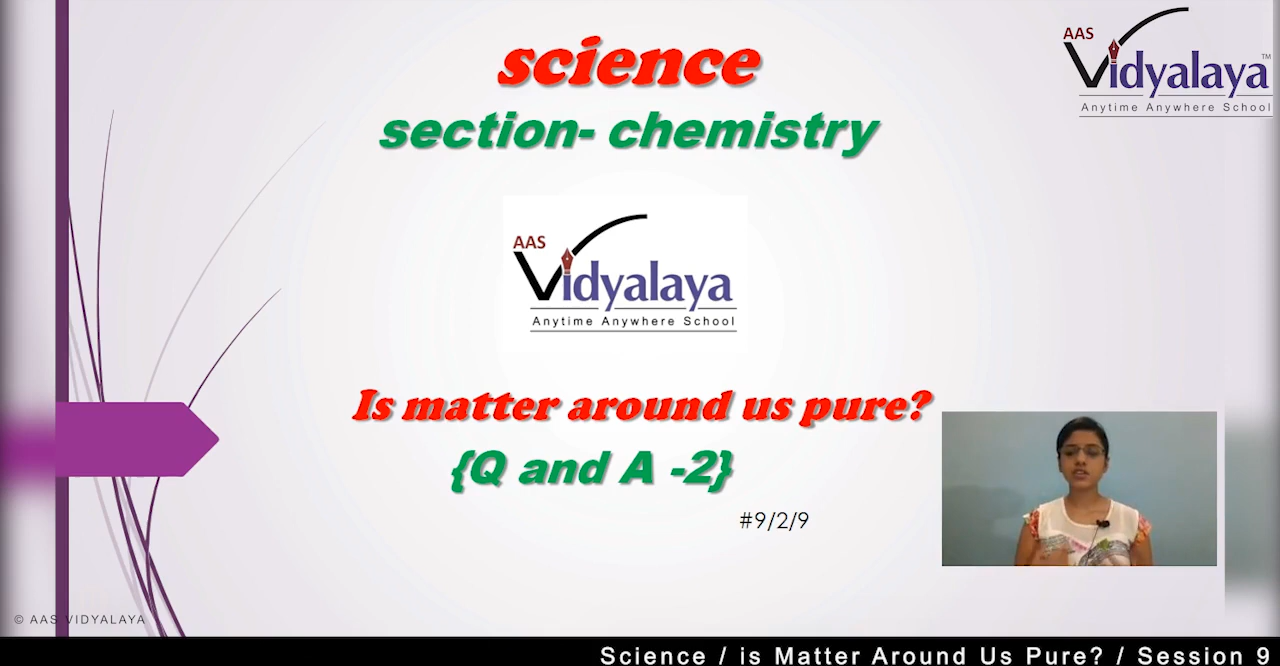 science
section- chemistry
AAS
Vidyalaya™
Anytime Anywhere School
AAS
Vidyalaya
Anytime Anywhere School
Is matter around us pure?
{Q and A -2}
#9/2/9
© AAS VIDYALAYA
Science / is Matter Around Us Pure? / Session 9